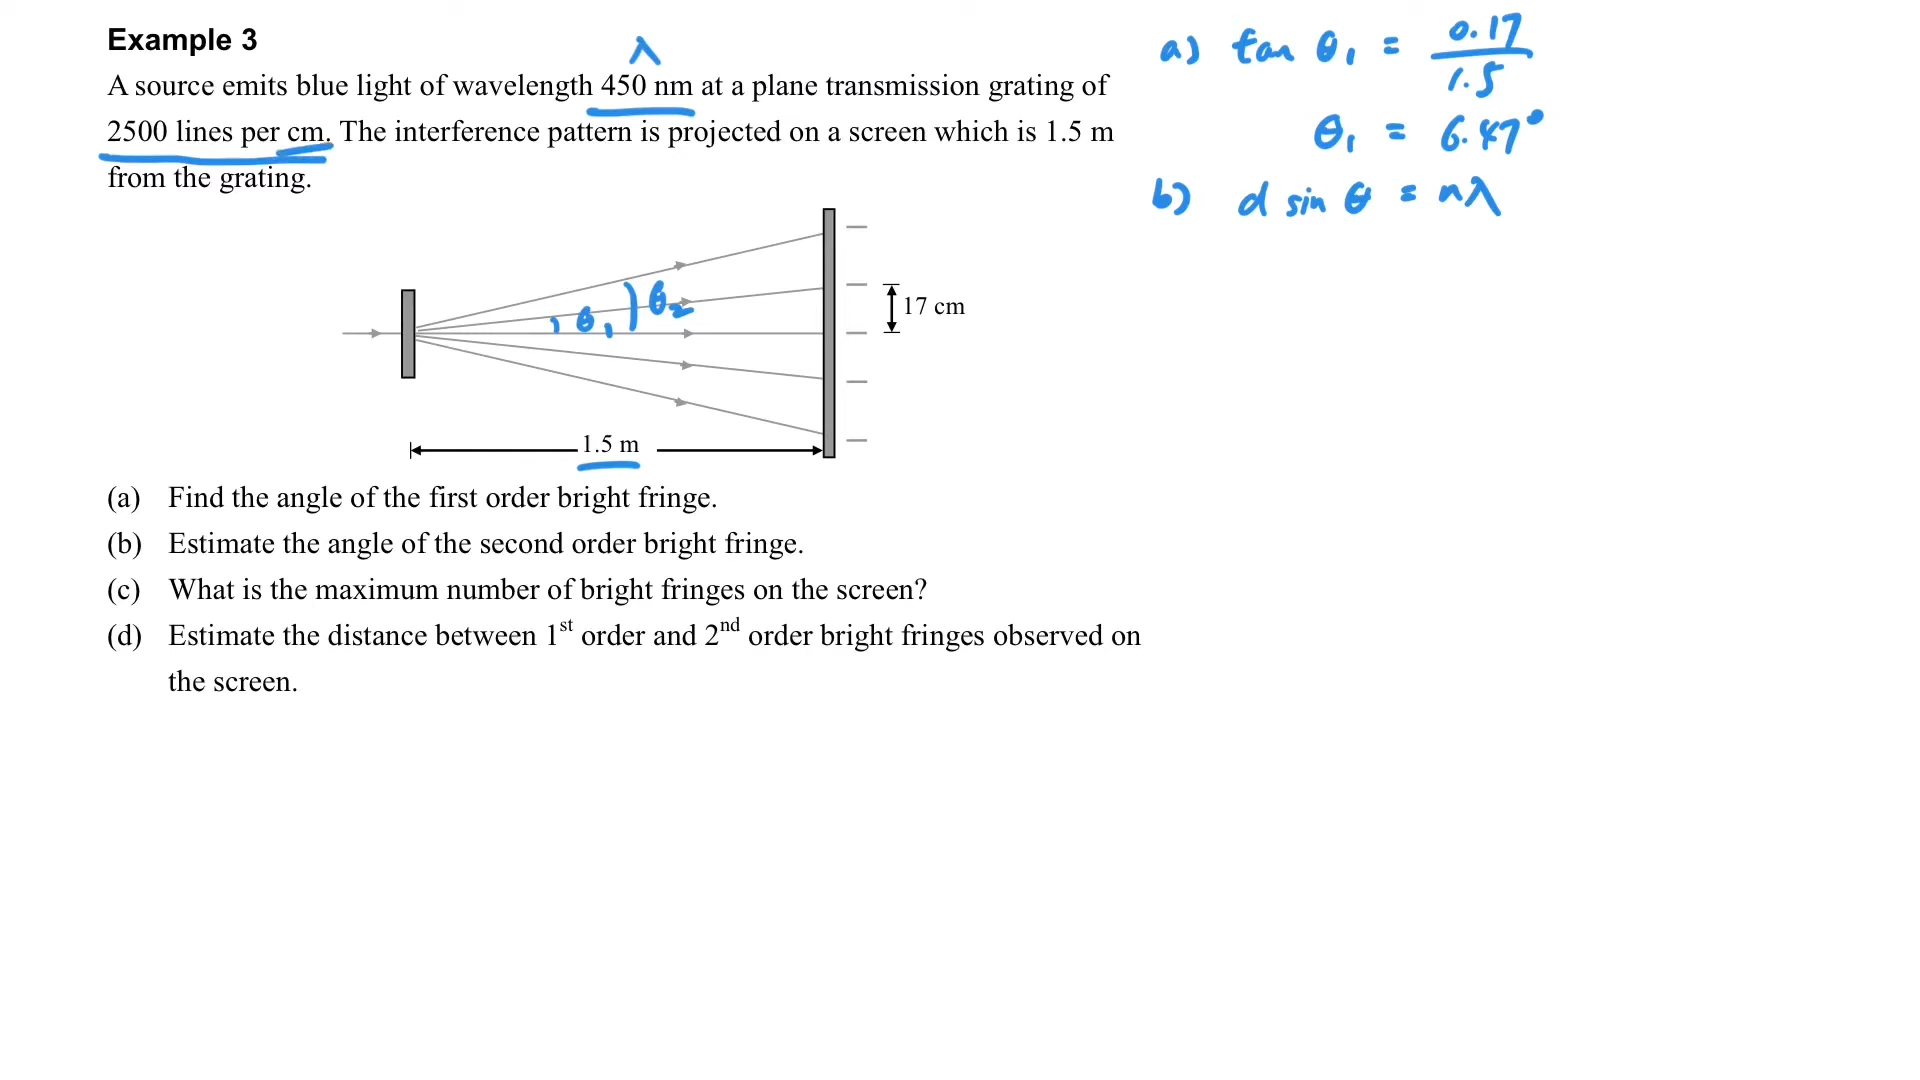 Example 3
λ
A source emits blue light of wavelength 450 nm at a plane transmission grating of
2500 lines per cm. The interference pattern is projected on a screen which is 1.5 m
from the grating.
θ₁
θ₂
17 cm
1.5 m
(a) Find the angle of the first order bright fringe.
(b) Estimate the angle of the second order bright fringe.
(c) What is the maximum number of bright fringes on the screen?
(d) Estimate the distance between 1st order and 2nd order bright fringes observed on
the screen.
a) tan θ₁ = 0.17 / 1.5
θ₁ = 6.47°
b) d sin θ = nλ